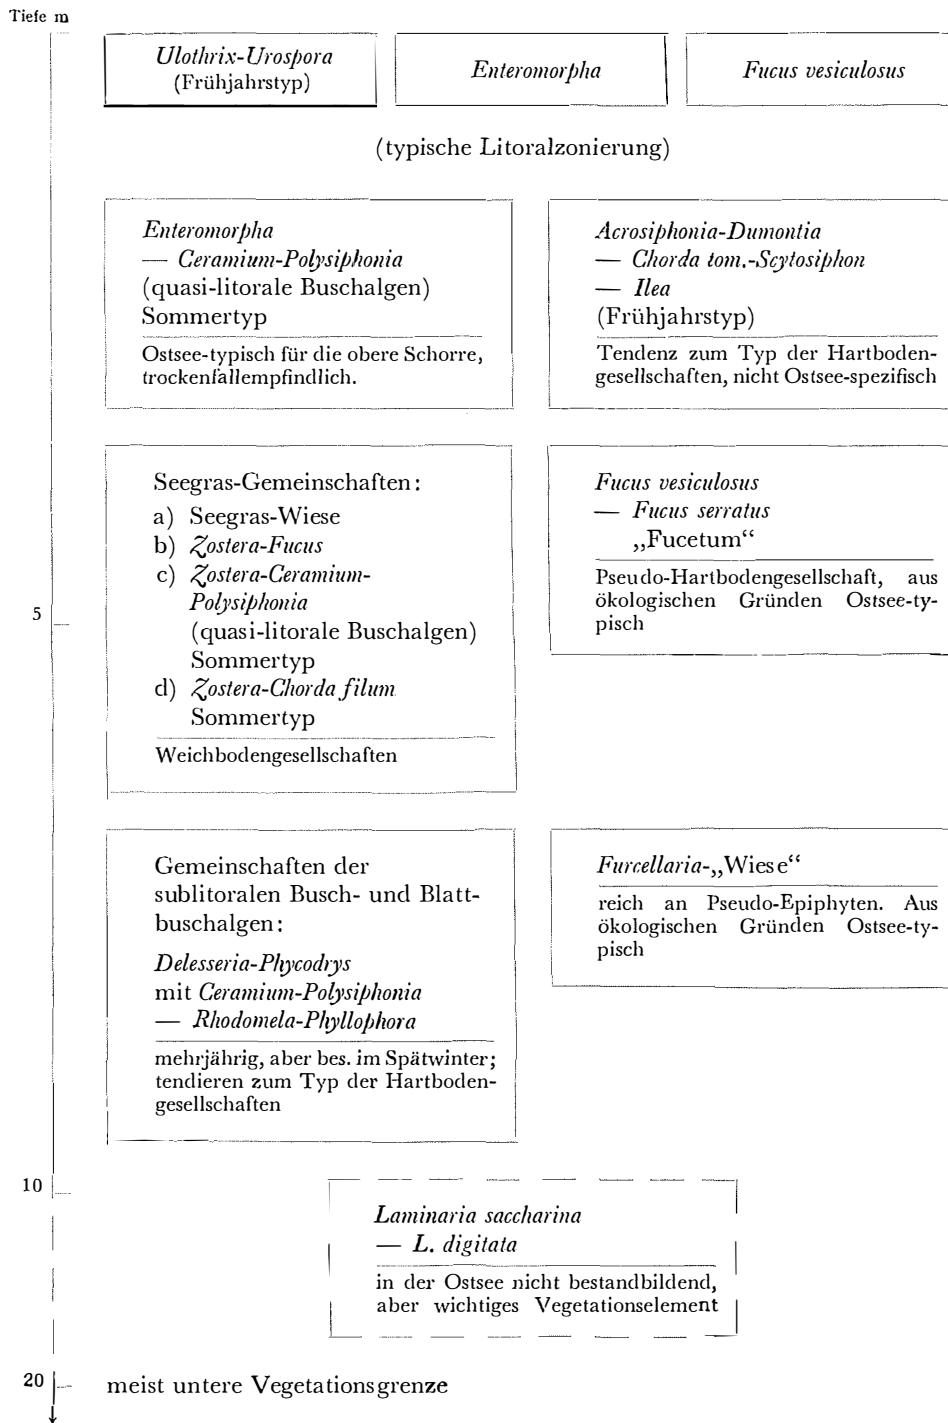 Tiefe m
Ulothrix-Urospora
(Frühjahrstyp)
Enteromorpha
Fucus vesiculosus
(typische Litoralzonierung)
Enteromorpha
— Ceramium-Polysiphonia
(quasi-litorale Buschalgen)
Sommertyp
Ostsee-typisch für die obere Schorre,
trockenfallempfindlich.
Acrosiphonia-Dumontia
— Chorda tom.-Scytosiphon
— Ilea
(Frühjahrstyp)
Tendenz zum Typ der Hartboden-
gesellschaften, nicht Ostsee-spezifisch
Seegras-Gemeinschaften:
a) Seegras-Wiese
b) Zostera-Fucus
c) Zostera-Ceramium-
Polysiphonia
(quasi-litorale Buschalgen)
Sommertyp
d) Zostera-Chorda filum
Sommertyp
Weichbodengesellschaften
Fucus vesiculosus
— Fucus serratus
„Fucetum“
Pseudo-Hartbodengesellschaft, aus
ökologischen Gründen Ostsee-ty-
pisch
5
Gemeinschaften der
sublitoralen Busch- und Blatt-
buschalgen:
Delesseria-Phycodrys
mit Ceramium-Polysiphonia
— Rhodomela-Phyllophora
mehrjährig, aber bes. im Spätwinter;
tendieren zum Typ der Hartboden-
gesellschaften
Furcellaria-„Wiese“
reich an Pseudo-Epiphyten. Aus
ökologischen Gründen Ostsee-ty-
pisch
10
Laminaria saccharina
— L. digitata
in der Ostsee nicht bestandbildend,
aber wichtiges Vegetationselement
20 meist untere Vegetationsgrenze